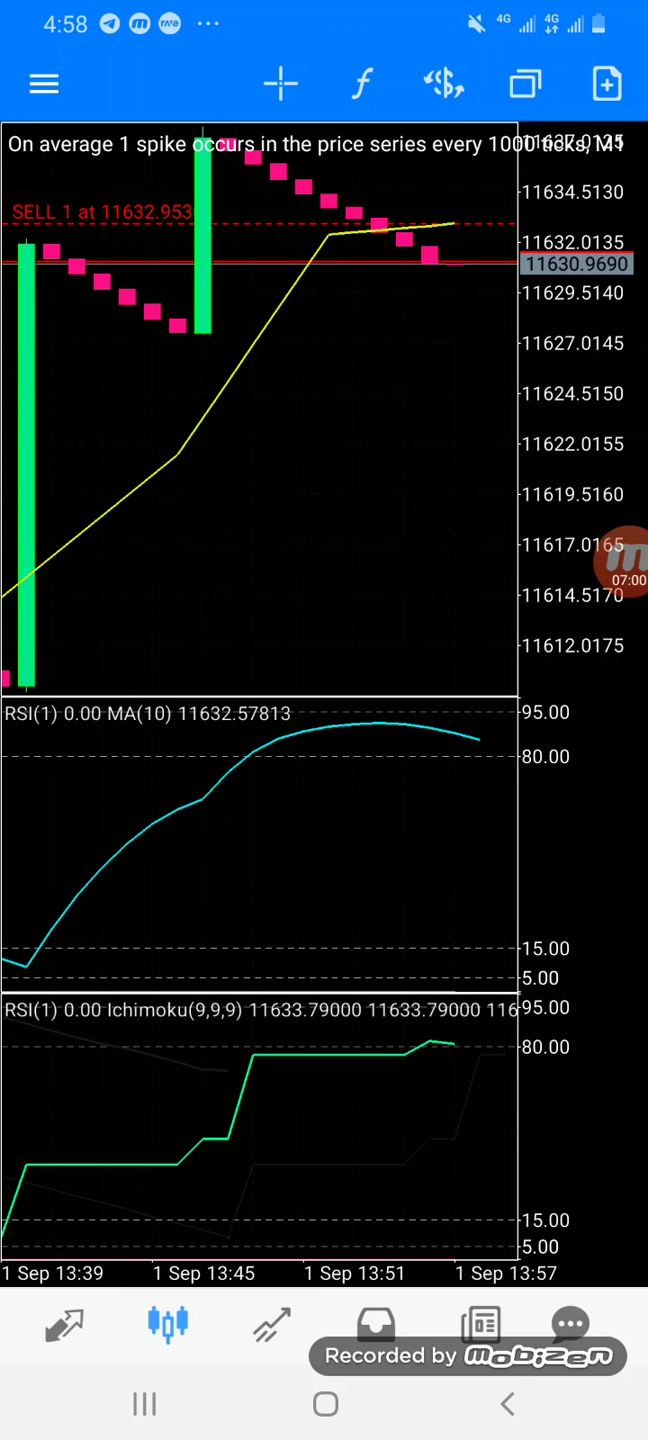 4:58
4G 4G
On average 1 spike occurs in the price series every 1000 ticks, M1
11634.5130
SELL 1 at 11632.953
11632.0135
11630.9690
11629.5140
11627.0145
11624.5150
11622.0155
11619.5160
11617.0165
07:00
11614.5170
11612.0175
RSI(1) 0.00 MA(10) 11632.57813
95.00
80.00
15.00
5.00
RSI(1) 0.00 Ichimoku(9,9,9) 11633.79000 11633.79000 116
95.00
80.00
15.00
5.00
1 Sep 13:39
1 Sep 13:45
1 Sep 13:51
1 Sep 13:57
Recorded by mobizen